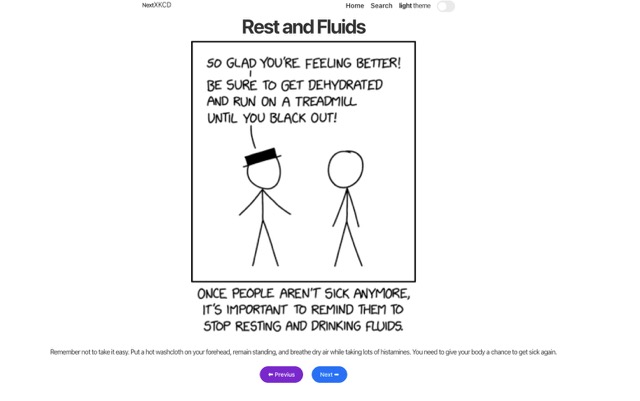 NextXKCD
Home Search light theme
Rest and Fluids
SO GLAD YOU'RE FEELING BETTER!
BE SURE TO GET DEHYDRATED
AND RUN ON A TREADMILL
UNTIL YOU BLACK OUT!
ONCE PEOPLE AREN'T SICK ANYMORE,
IT'S IMPORTANT TO REMIND THEM TO
STOP RESTING AND DRINKING FLUIDS.
Remember not to take it easy. Put a hot washcloth on your forehead, remain standing, and breathe dry air while taking lots of histamines. You need to give your body a chance to get sick again.
⬅ Previus Next ➡